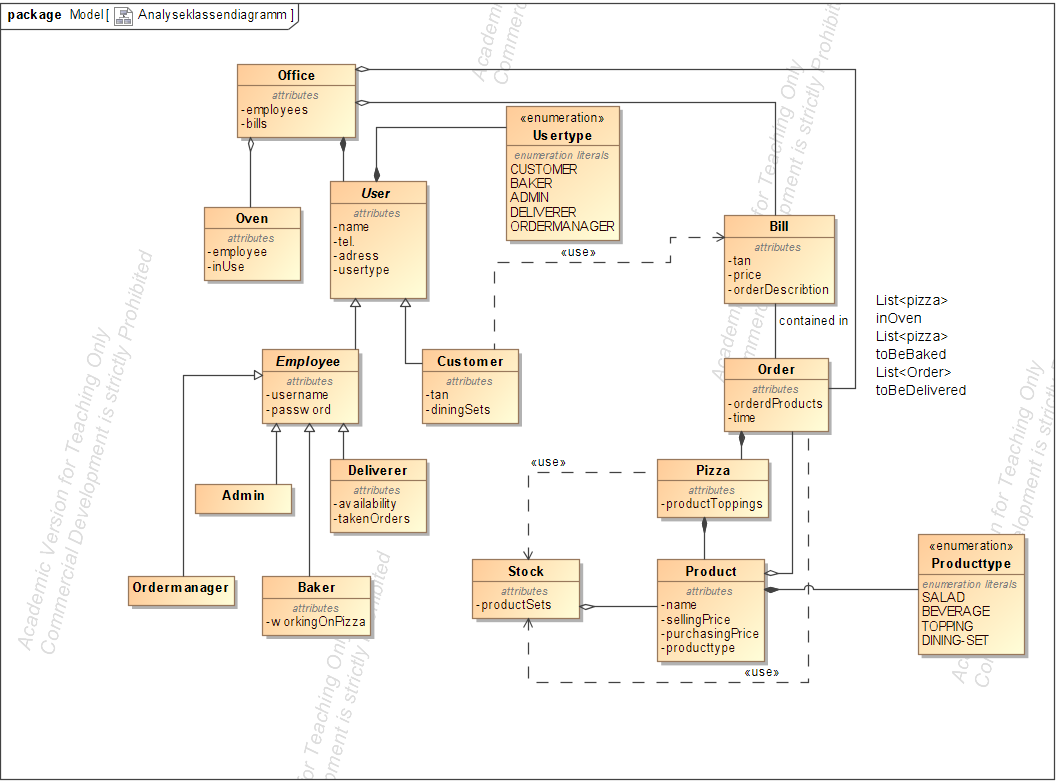 package Model[ Analyseklassendiagramm ]
Office
attributes
-employees
-bills
«enumeration»
Usertype
enumeration literals
CUSTOMER
BAKER
ADMIN
DELIVERER
ORDERMANAGER
User
attributes
-name
-tel.
-adress
-usertype
Oven
attributes
-employee
-inUse
Bill
attributes
-tan
-price
-orderDescribtion
«use»
contained in
List<pizza>
inOven
List<pizza>
toBeBaked
List<Order>
toBeDelivered
Employee
attributes
-username
-password
Customer
attributes
-tan
-diningSets
Order
attributes
-orderdProducts
-time
Admin
Deliverer
attributes
-availability
-takenOrders
«use»
Pizza
attributes
-productToppings
Ordermanager
Baker
attributes
-workingOnPizza
Stock
attributes
-productSets
Product
attributes
-name
-sellingPrice
-purchasingPrice
-producttype
«enumeration»
Producttype
enumeration literals
SALAD
BEVERAGE
TOPPING
DINING-SET
«use»
Academic Version for Teaching Only
Commercial Development is strictly Prohibited